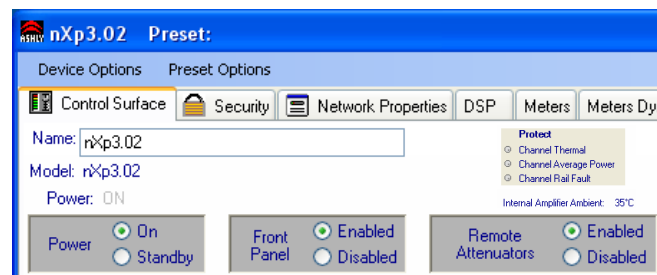 ASHLY nXp3.02 Preset:
Device Options Preset Options
Control Surface Security Network Properties DSP Meters Meters Dy
Name: nXp3.02
Protect
Channel Thermal
Channel Average Power
Channel Rail Fault
Model: nXp3.02
Power: ON
Internal Amplifier Ambient: 35°C
Power On Standby
Front Panel Enabled Disabled
Remote Attenuators Enabled Disabled